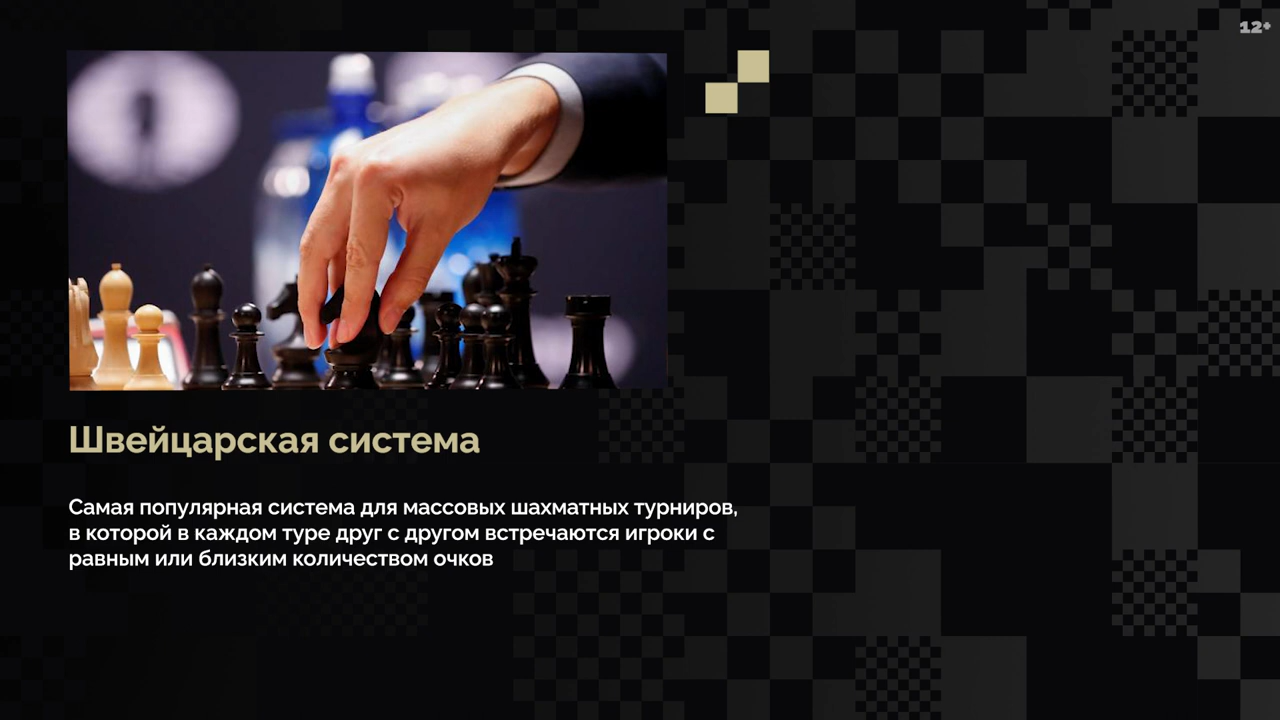 12+
Швейцарская система
Самая популярная система для массовых шахматных турниров,
в которой в каждом туре друг с другом встречаются игроки с
равным или близким количеством очков